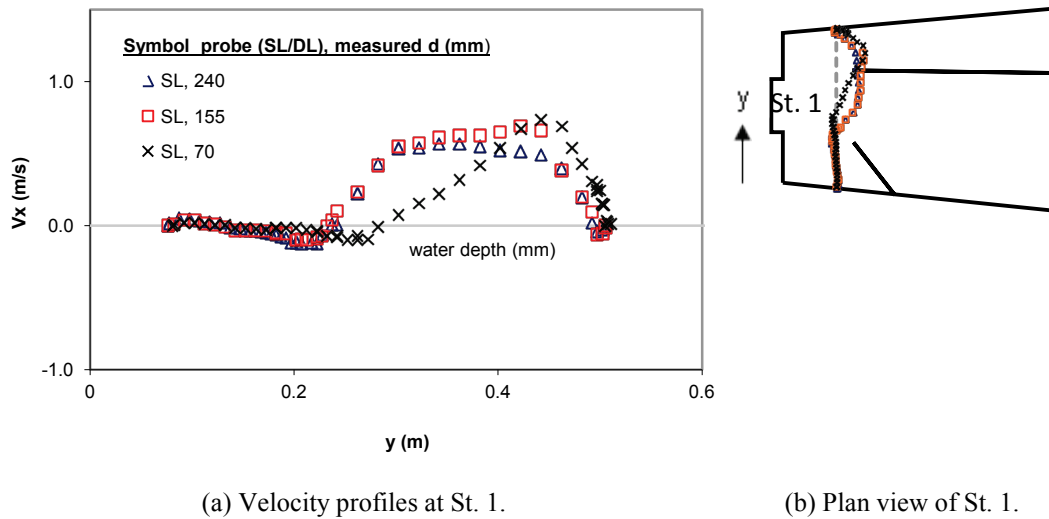 Symbol probe (SL/DL), measured d (mm)
SL, 240
SL, 155
SL, 70
1.0
0.0
-1.0
Vx (m/s)
water depth (mm)
0
0.2
0.4
0.6
y (m)
y
St. 1
(a) Velocity profiles at St. 1.
(b) Plan view of St. 1.